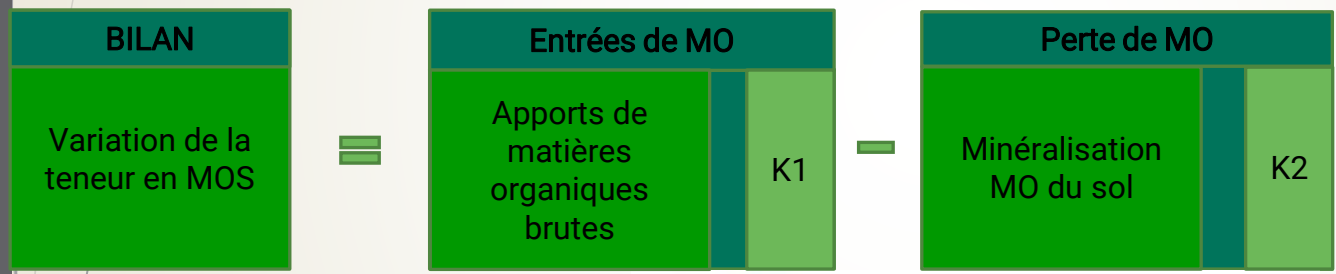 BILAN
Variation de la
teneur en MOS
Entrées de MO
Apports de
matières
organiques
brutes
K1
Perte de MO
Minéralisation
MO du sol
K2